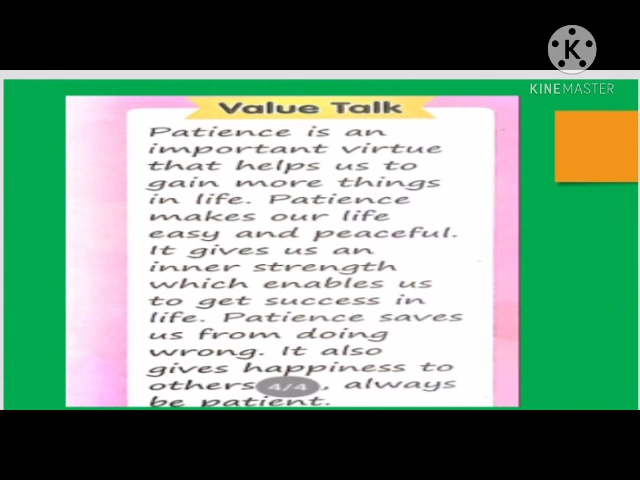 K
KINEMASTER
Value Talk
Patience is an
important virtue
that helps us to
gain more things
in life. Patience
makes our life
easy and peaceful.
It gives us an
inner strength
which enables us
to get success in
life. Patience saves
us from doing
wrong. It also
gives happiness to
others 4/4, always
be patient.